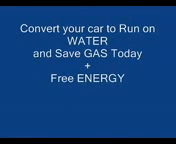 Convert your car to Run on
WATER
and Save GAS Today
+
Free ENERGY